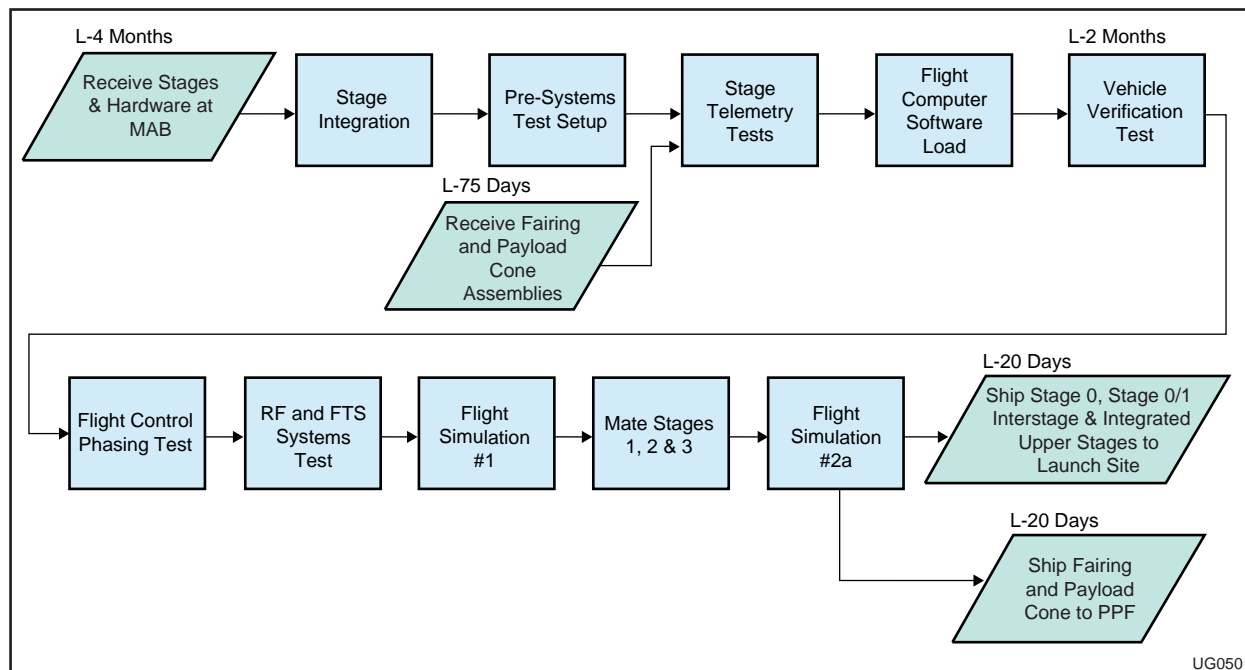 L-4 Months
Receive Stages
& Hardware at
MAB
Stage
Integration
Pre-Systems
Test Setup
Stage
Telemetry
Tests
Flight
Computer
Software
Load
L-2 Months
Vehicle
Verification
Test
L-75 Days
Receive Fairing
and Payload
Cone
Assemblies
Flight Control
Phasing Test
RF and FTS
Systems
Test
Flight
Simulation
#1
Mate Stages
1, 2 & 3
Flight
Simulation
#2a
L-20 Days
Ship Stage 0, Stage 0/1
Interstage & Integrated
Upper Stages to
Launch Site
L-20 Days
Ship Fairing
and Payload
Cone to PPF
UG050